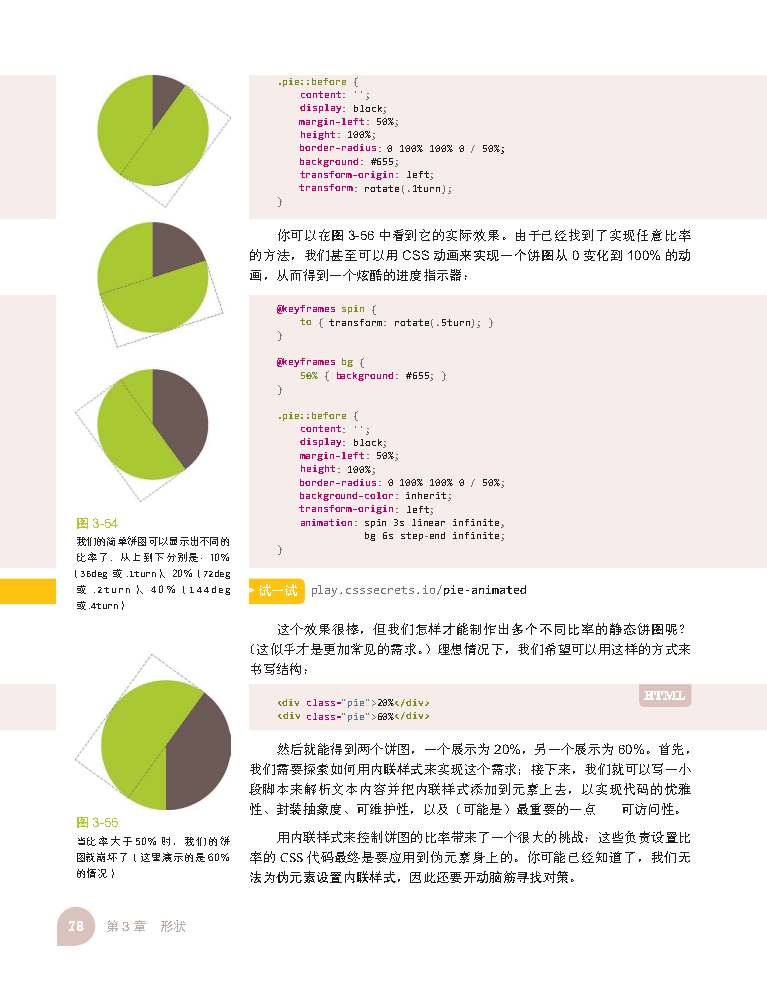 .pie::before {
content: '';
display: block;
margin-left: 50%;
height: 100%;
border-radius: 0 100% 100% 0 / 50%;
background: #655;
transform-origin: left;
transform: rotate(.1turn);
}
你可以在图 3-56 中看到它的实际效果。由于已经找到了实现任意比率
的方法，我们甚至可以用 CSS 动画来实现一个饼图从 0 变化到 100% 的动
画，从而得到一个炫酷的进度指示器：
@keyframes spin {
to { transform: rotate(.5turn); }
}
@keyframes bg {
50% { background: #655; }
}
.pie::before {
content: '';
display: block;
margin-left: 50%;
height: 100%;
border-radius: 0 100% 100% 0 / 50%;
background-color: inherit;
transform-origin: left;
animation: spin 3s linear infinite,
bg 6s step-end infinite;
}
图 3-54
我们的简单饼图可以显示出不同的
比率了，从上到下分别是：10%
（36deg 或 .1turn）、20%（72deg
或 .2turn）、40%（144deg
或.4turn）
试一试 play.csssecrets.io/pie-animated
这个效果很棒，但我们怎样才能制作出多个不同比率的静态饼图呢？
（这似乎才是更加常见的需求。）理想情况下，我们希望可以用这样的方式来
书写结构：
HTML
<div class="pie">20%</div>
<div class="pie">60%</div>
然后就能得到两个饼图，一个展示为 20%，另一个展示为 60%。首先，
我们需要探索如何用内联样式来实现这个需求；接下来，我们就可以写一小
段脚本来解析文本内容并把内联样式添加到元素上去，以实现代码的优雅
性、封装抽象度、可维护性，以及（可能是）最重要的一点 可访问性。
用内联样式来控制饼图的比率带来了一个很大的挑战：这些负责设置比
率的 CSS 代码最终是要应用到伪元素身上的。你可能已经知道了，我们无
法为伪元素设置内联样式，因此还要开动脑筋寻找对策。
图 3-55
当比率大于50% 时，我们的饼
图就崩坏了（这里演示的是60%
的情况）
78 第 3 章 形状